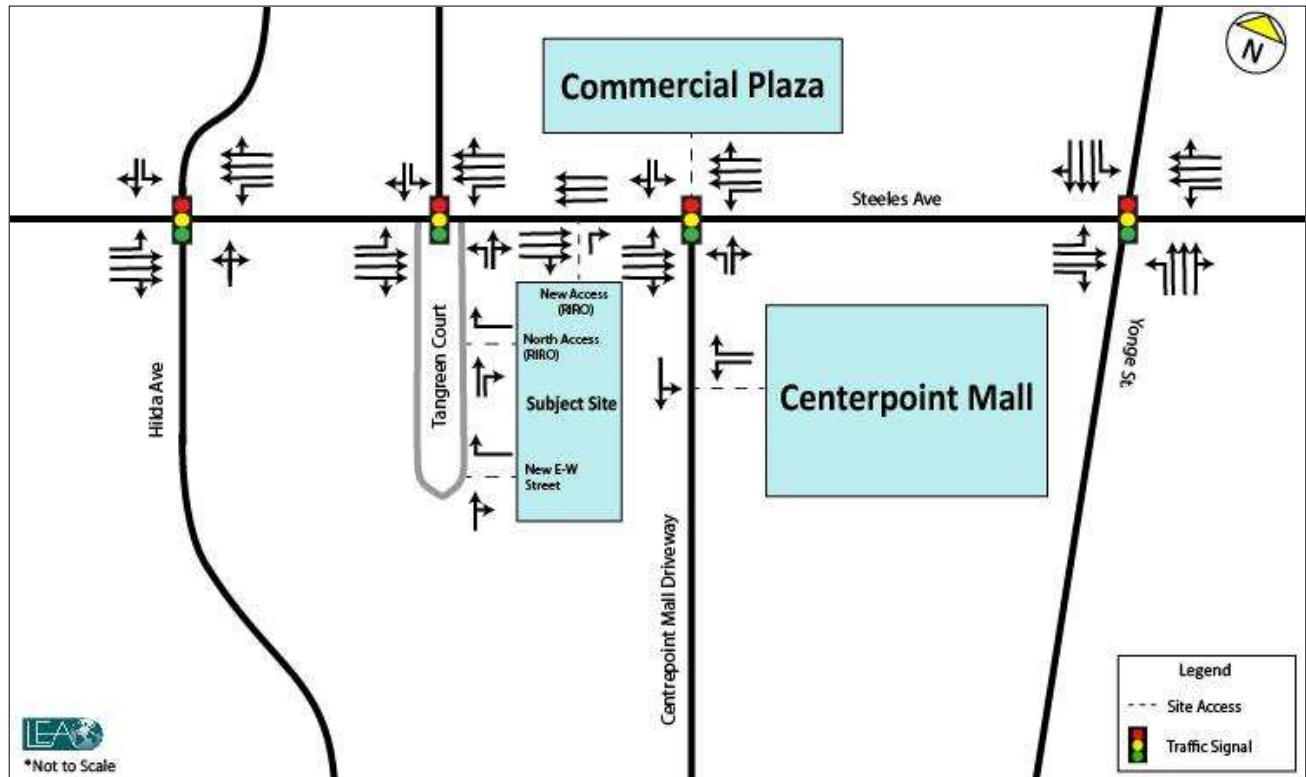 N
Commercial Plaza
Steeles Ave
New Access
(RIRO)
North Access
(RIRO)
Subject Site
New E-W
Street
Tangreen Court
Hilda Ave
Centerpoint Mall
Centrepoint Mall Driveway
Yonge St.
Legend
Site Access
Traffic Signal
LEA
*Not to Scale